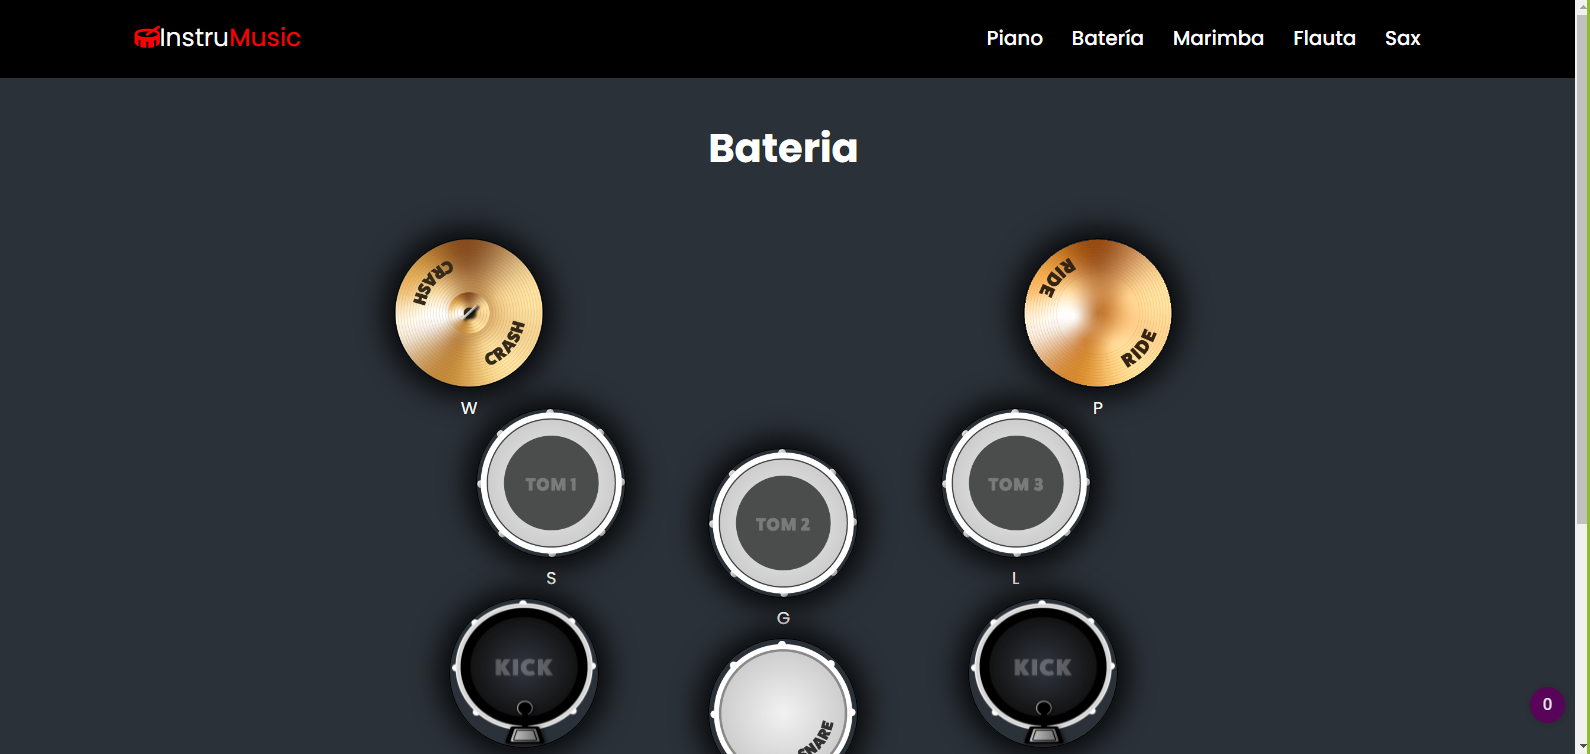 InstruMusic
Piano Batería Marimba Flauta Sax
Bateria
CRASH
CRASH
RIDE
RIDE
W
P
TOM 1
TOM 2
TOM 3
S
L
G
KICK
KICK
SNARE
0